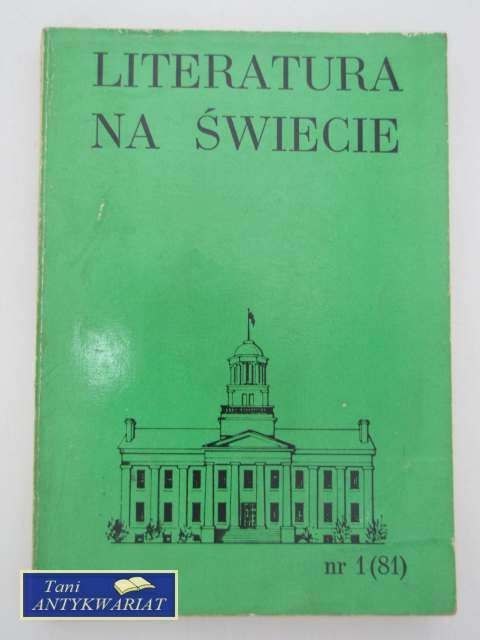 LITERATURA
NA ŚWIECIE
nr 1(81)
Tani
ANTYKWARIAT